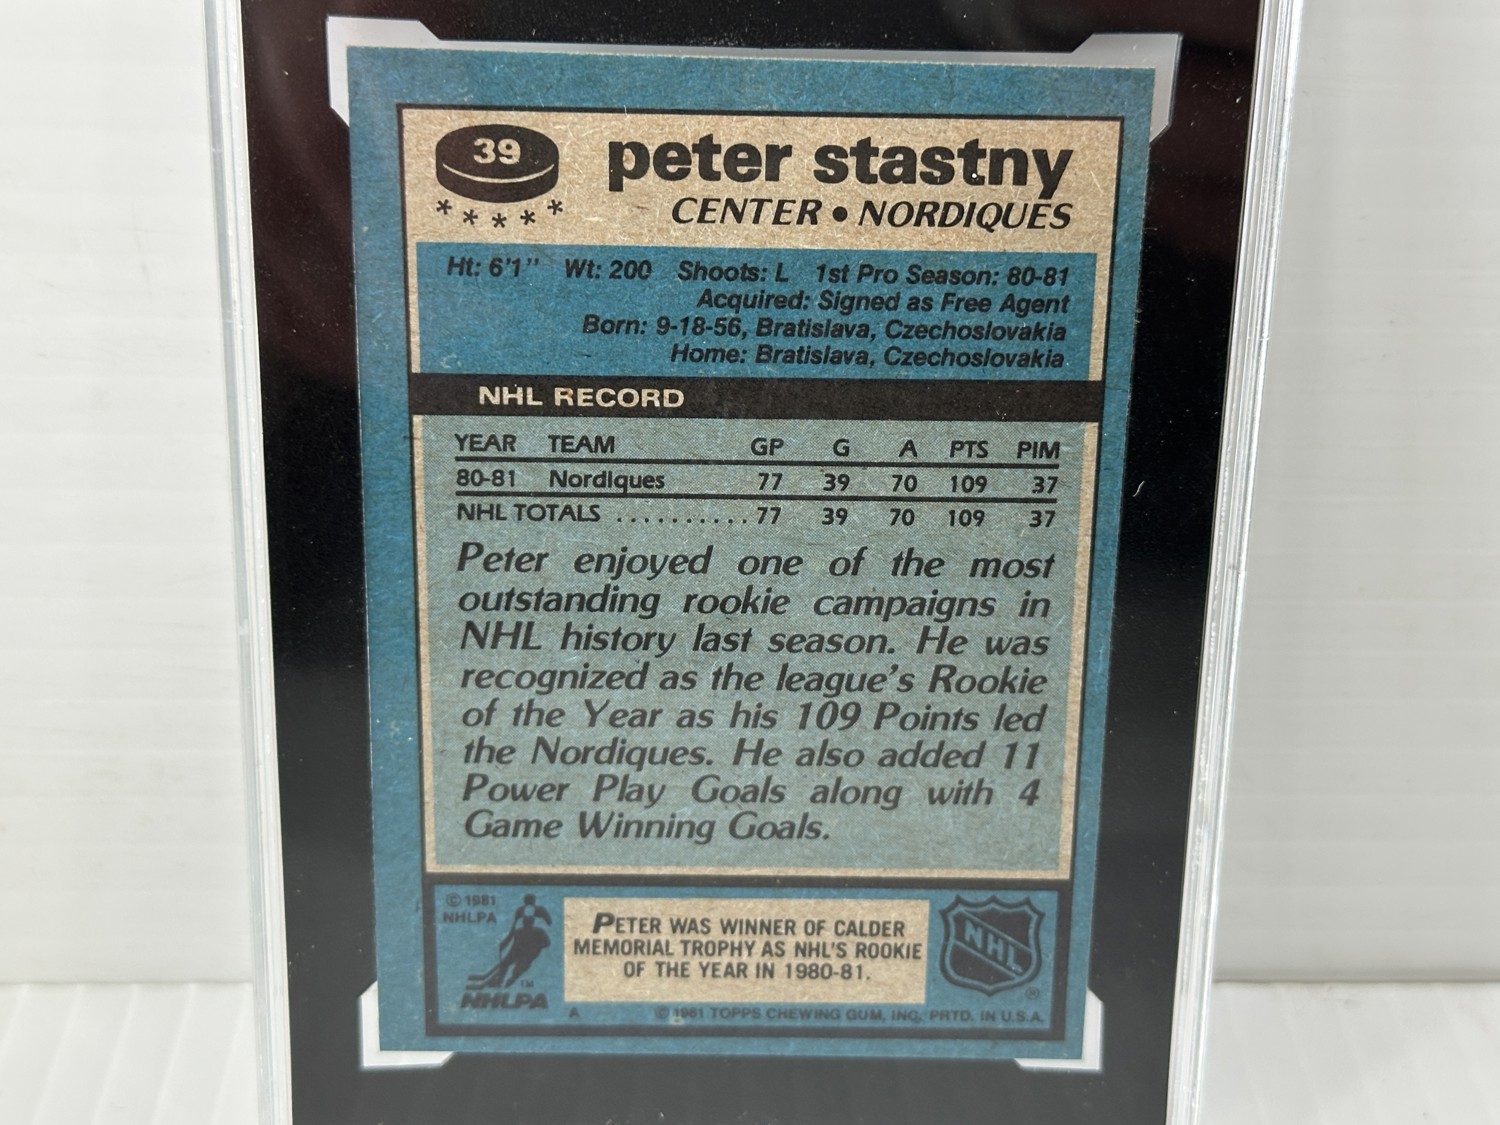 39
peter stastny
CENTER • NORDIQUES
* * * * *
Ht: 6'1" Wt: 200 Shoots: L 1st Pro Season: 80-81
Acquired: Signed as Free Agent
Born: 9-18-56, Bratislava, Czechoslovakia
Home: Bratislava, Czechoslovakia
NHL RECORD
YEAR TEAM GP G A PTS PIM
80-81 Nordiques 77 39 70 109 37
NHL TOTALS .......... 77 39 70 109 37
Peter enjoyed one of the most
outstanding rookie campaigns in
NHL history last season. He was
recognized as the league's Rookie
of the Year as his 109 Points led
the Nordiques. He also added 11
Power Play Goals along with 4
Game Winning Goals.
© 1981
NHLPA
TM
NHLPA
PETER WAS WINNER OF CALDER
MEMORIAL TROPHY AS NHL'S ROOKIE
OF THE YEAR IN 1980-81.
NHL
®
A
© 1981 TOPPS CHEWING GUM, INC. PRTD. IN U.S.A.